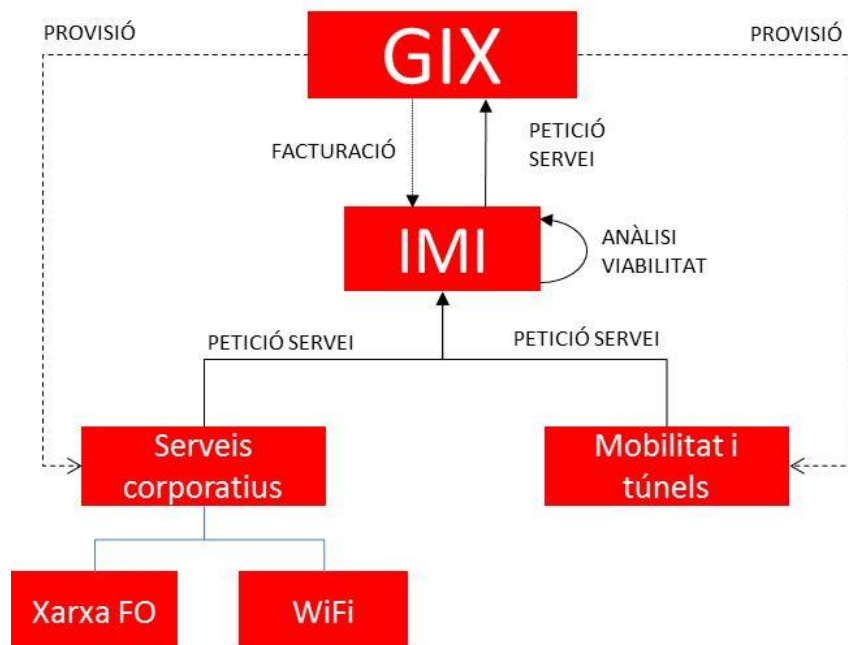 PROVISIÓ
GIX
PROVISIÓ
FACTURACIÓ
PETICIÓ
SERVEI
IMI
ANÀLISI
VIABILITAT
PETICIÓ SERVEI
PETICIÓ SERVEI
Serveis
corporatius
Mobilitat i
túnels
Xarxa FO
WiFi